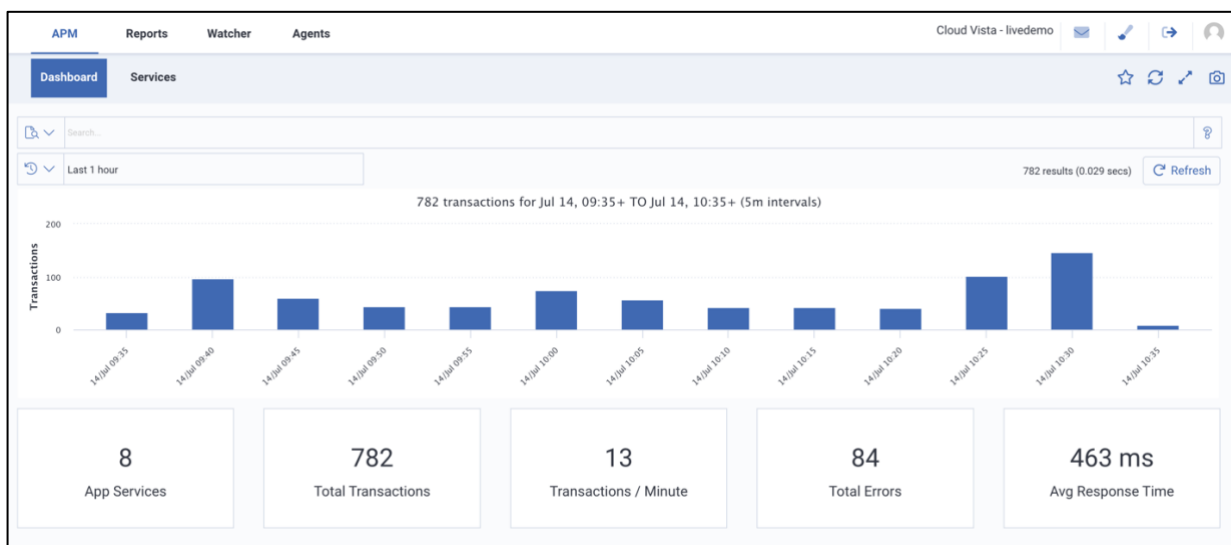 APM Reports Watcher Agents Cloud Vista - livedemo
Dashboard Services
Search...
Last 1 hour 782 results (0.029 secs) Refresh
782 transactions for Jul 14, 09:35+ TO Jul 14, 10:35+ (5m intervals)
Transactions
200
100
0
14/Jul 09:35 14/Jul 09:40 14/Jul 09:45 14/Jul 09:50 14/Jul 09:55 14/Jul 10:00 14/Jul 10:05 14/Jul 10:10 14/Jul 10:15 14/Jul 10:20 14/Jul 10:25 14/Jul 10:30 14/Jul 10:35
8 782 13 84 463 ms
App Services Total Transactions Transactions / Minute Total Errors Avg Response Time